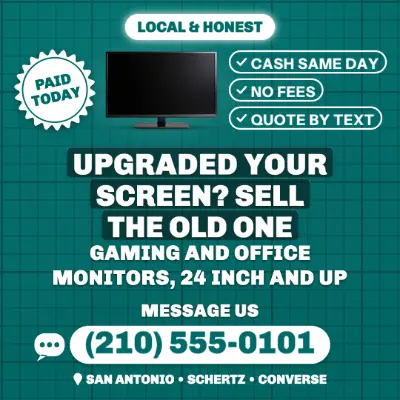 LOCAL & HONEST
PAID
TODAY
CASH SAME DAY
NO FEES
QUOTE BY TEXT
UPGRADED YOUR
SCREEN? SELL
THE OLD ONE
GAMING AND OFFICE
MONITORS, 24 INCH AND UP
MESSAGE US
(210) 555-0101
SAN ANTONIO • SCHERTZ • CONVERSE